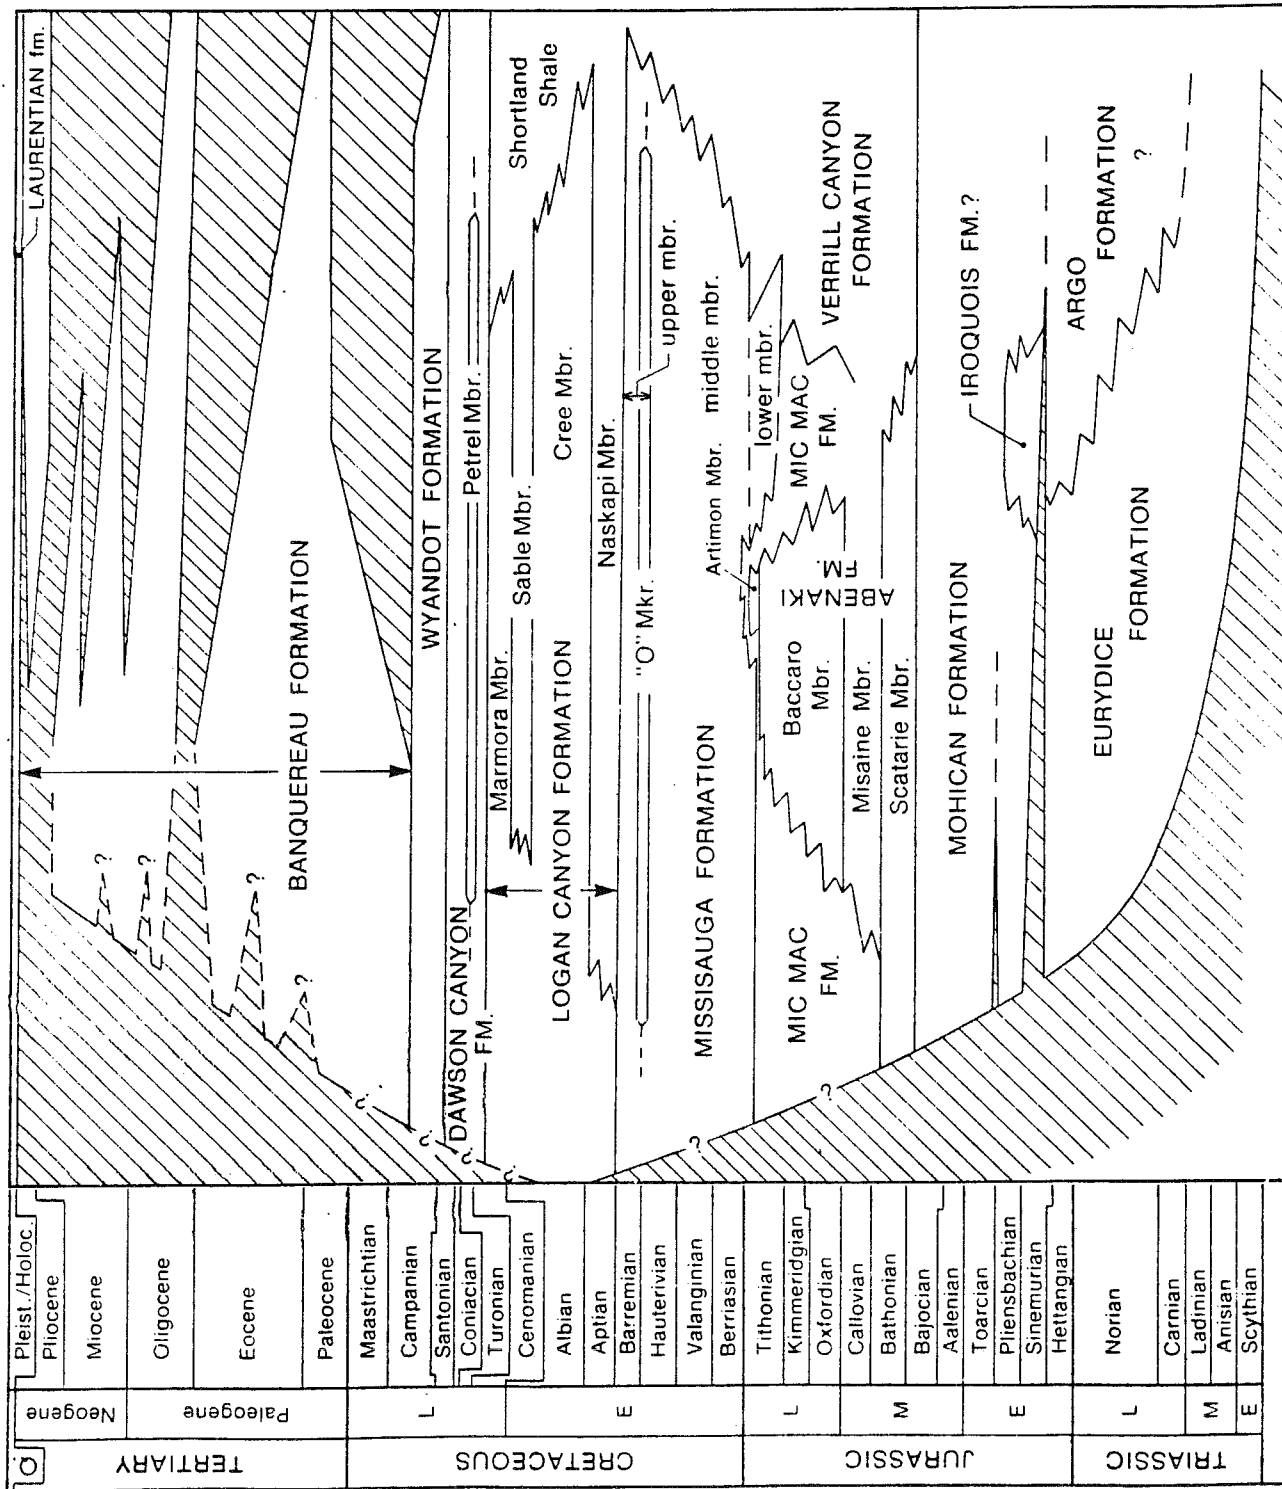 LAURENTIAN fm.
BANQUEREAU FORMATION
?
?
?
?
WYANDOT FORMATION
DAWSON CANYON
FM.
Petrel Mbr.
Marmora Mbr.
Sable Mbr.
Shortland
Shale
LOGAN CANYON FORMATION
Cree Mbr.
Naskapi Mbr.
"O" Mkr.
upper mbr.
MISSISAUGA FORMATION
middle mbr.
Artimon Mbr.
lower mbr.
MIC MAC
FM.
MIC MAC
FM.
ABENAKI
FM.
Baccaro
Mbr.
Misaine Mbr.
Scatarie Mbr.
VERRILL CANYON
FORMATION
MOHICAN FORMATION
IROQUOIS FM.?
ARGO
FORMATION
?
EURYDICE
FORMATION
?
?
?
?
?
?
?
Pleist./Holoc.
Pliocene
Miocene
Oligocene
Eocene
Paleocene
Maastrichtian
Campanian
Santonian
Coniacian
Turonian
Cenomanian
Albian
Aptian
Barremian
Hauterivian
Valanginian
Berriasian
Tithonian
Kimmeridgian
Oxfordian
Callovian
Bathonian
Bajocian
Aalenian
Toarcian
Pliensbachian
Sinemurian
Hettangian
Norian
Carnian
Ladinian
Anisian
Scythian
Neogene
Paleogene
L
E
L
M
E
L
M
E
Q.
TERTIARY
CRETACEOUS
JURASSIC
TRIASSIC